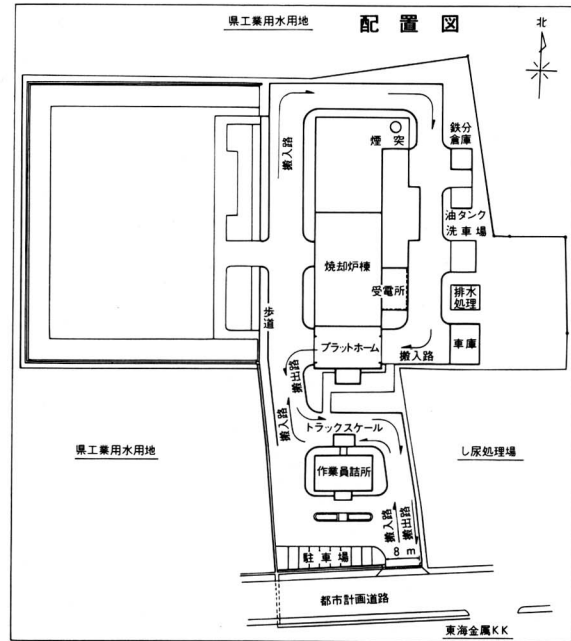 配置図
県工業用水用地
北
煙突
鉄分
倉庫
搬入路
油タンク
洗車場
焼却炉棟
受電所
排水
処理
歩道
プラットホーム
搬入路
車庫
搬出路
搬入路
トラックスケール
県工業用水用地
し尿処理場
作業員詰所
搬入路
搬出路
駐車場
8m
都市計画道路
東海金属KK